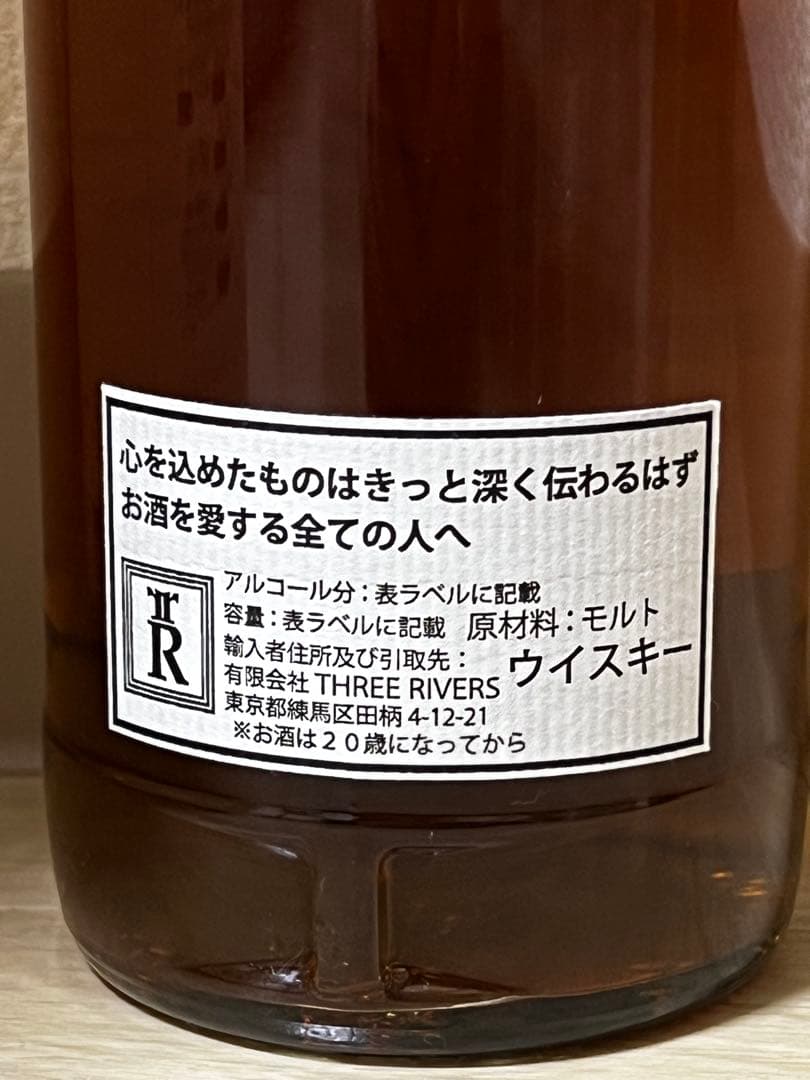 心を込めたものはきっと深く伝わるはず
お酒を愛する全ての人へ
TR
アルコール分：表ラベルに記載
容量：表ラベルに記載 原材料：モルト
輸入者住所及び引取先： ウイスキー
有限会社 THREE RIVERS
東京都練馬区田柄 4-12-21
※お酒は２０歳になってから